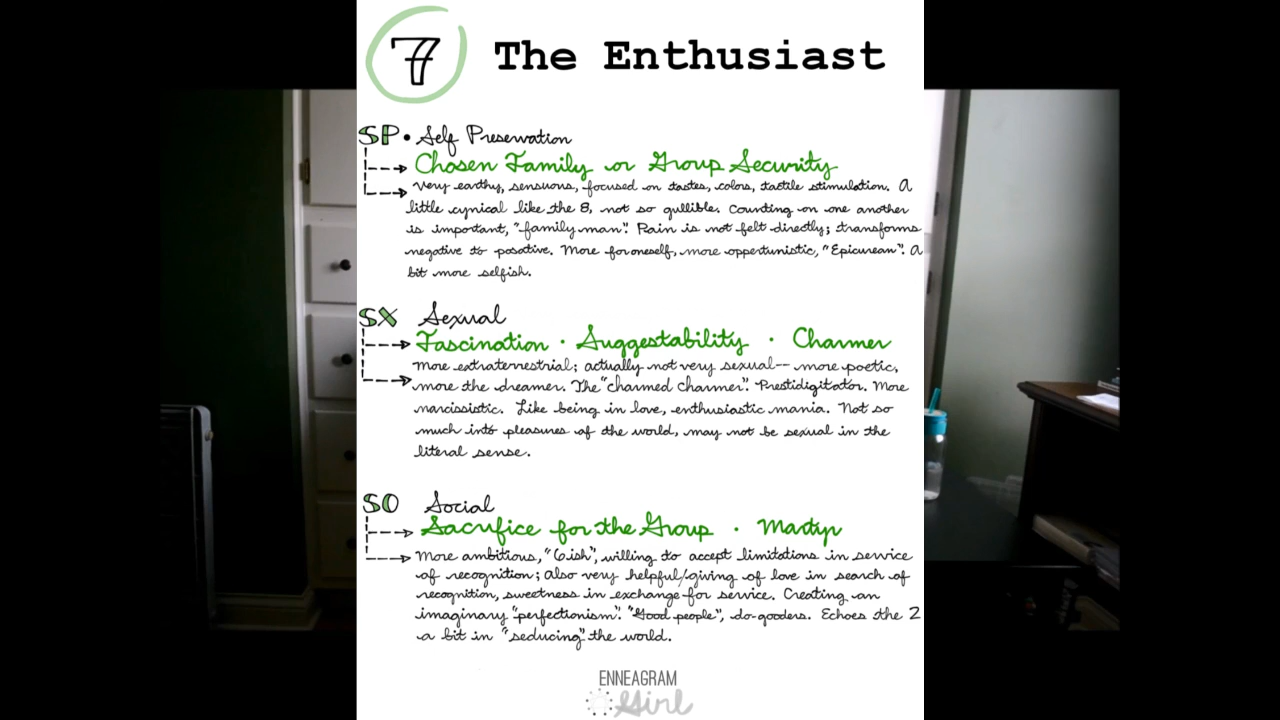 7 The Enthusiast
SP • Self Preservation
Chosen Family or Group Security
Very earthy, sensuous, focused on tastes, colors, tactile stimulation. A
little cynical like the 8, not so gullible. Counting on one another
is important, "family man". Pain is not felt directly; transforms
negative to posative. More for oneself, more oppertunistic, "Epicurean". A
bit more selfish.
SX Sexual
Fascination · Suggestability · Charmer
More extraterrestrial; actually not very sexual-- more poetic,
more the dreamer. The "charmed charmer". Prestidigitator. More
narcissistic. Like being in love, enthusiastic mania. Not so
much into pleasures of the world, may not be sexual in the
literal sense.
SO Social
Sacrifice for the Group · Martyr
More ambitious, "6ish", willing to accept limitations in service
of recognition; Also very helpful/giving of love in search of
recognition, sweetness in exchange for service. Creating an
imaginary "perfectionism". "Good people", do-gooders. Echoes the 2
a bit in "seducing" the world.
ENNEAGRAM
Girl